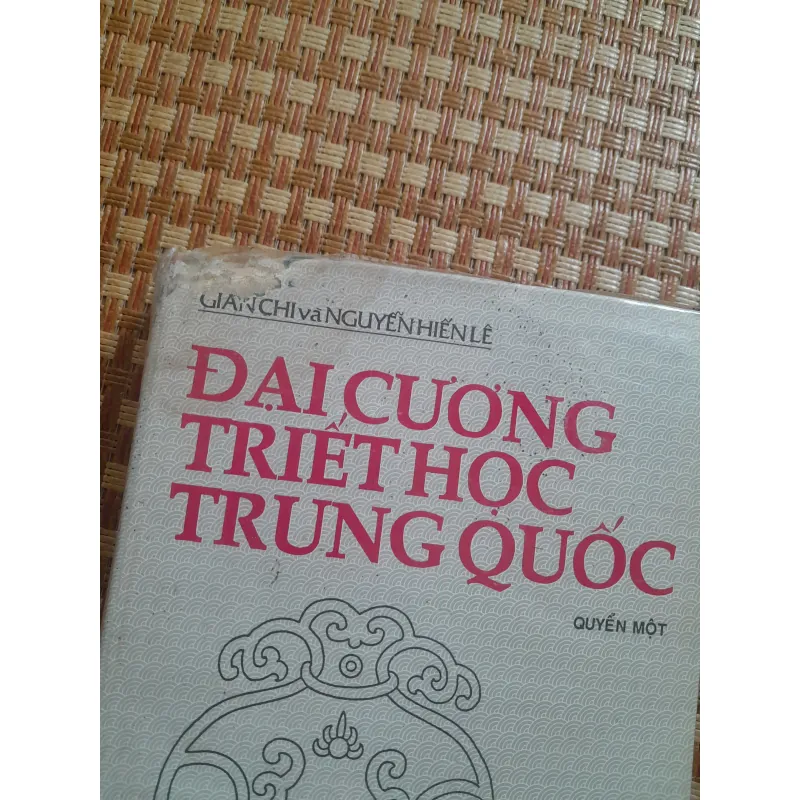 GIẢN CHI và NGUYỄN HIẾN LÊ
ĐẠI CƯƠNG
TRIẾT HỌC
TRUNG QUỐC
QUYỂN MỘT